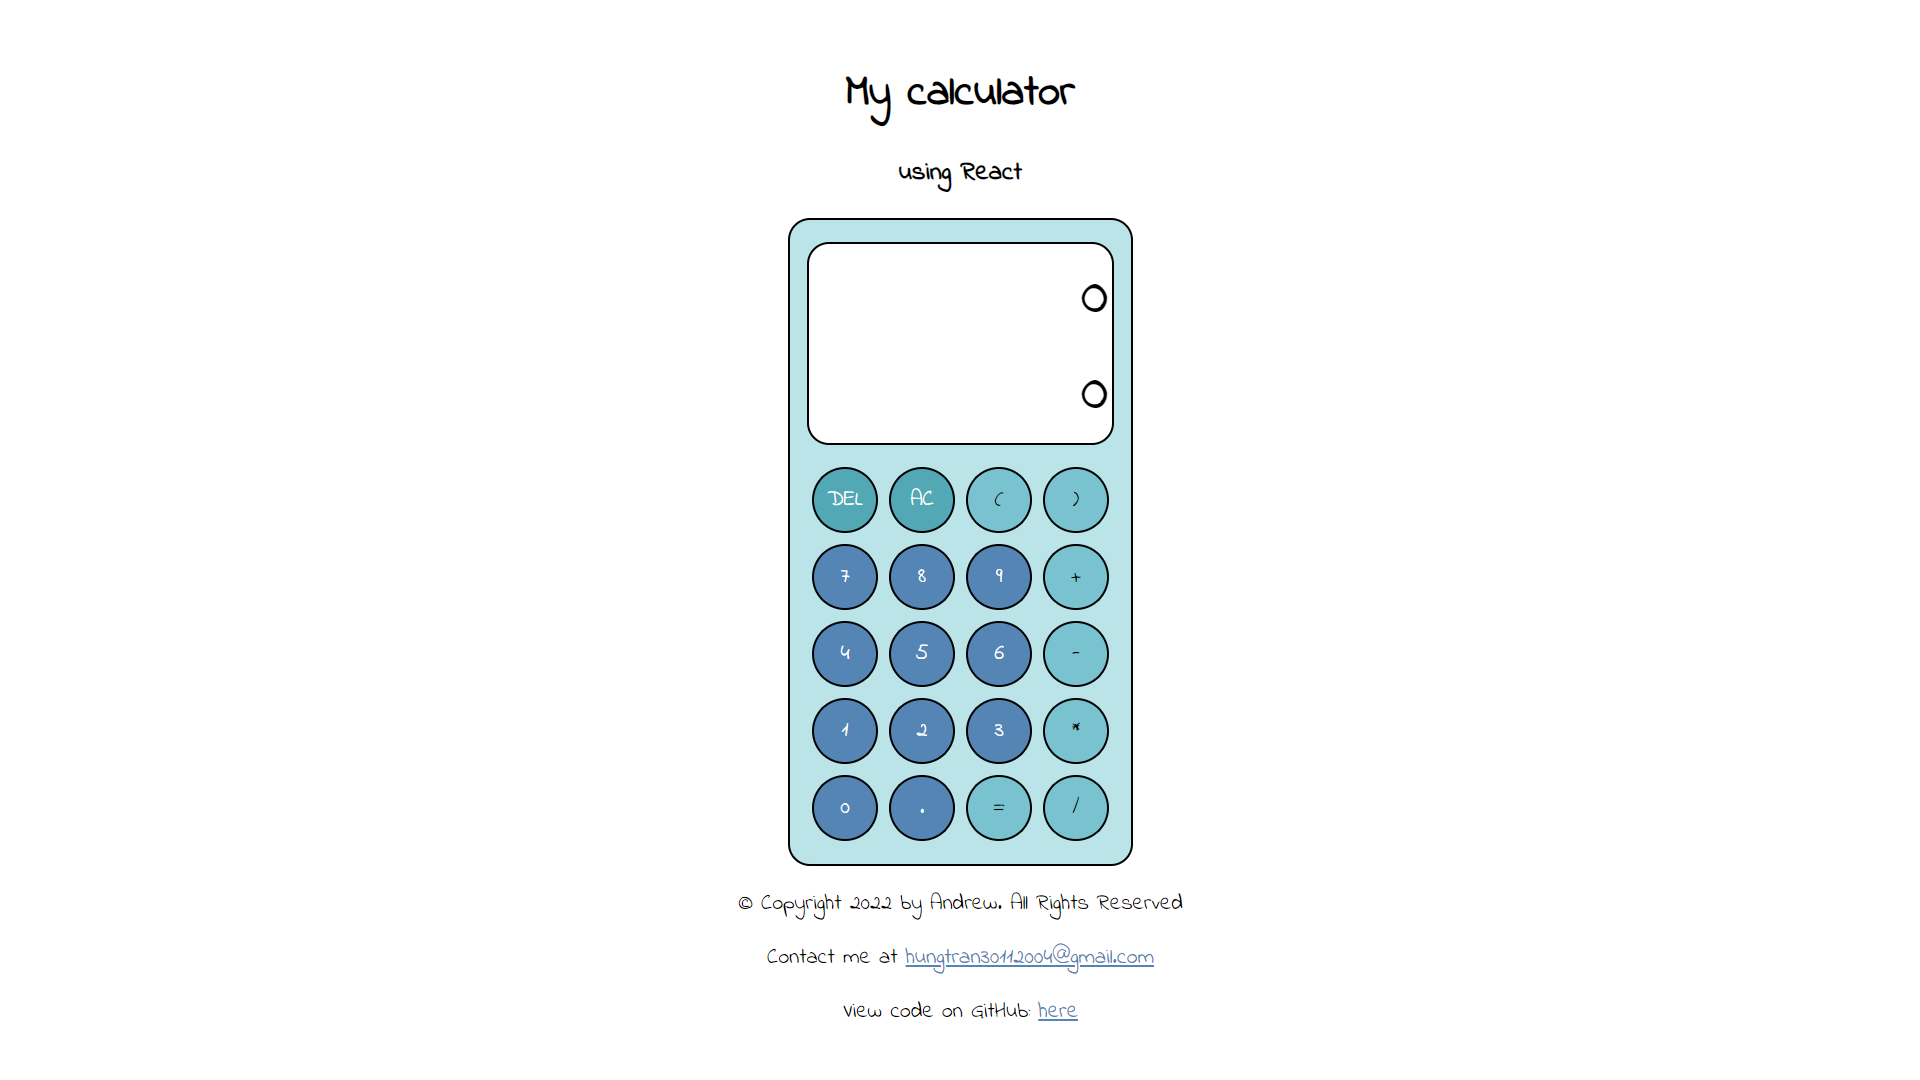 My calculator
using React
0
0
DEL AC ( )
7 8 9 +
4 5 6 -
1 2 3 *
0 . = /
© Copyright 2022 by Andrew. All Rights Reserved
Contact me at hungtran30112004@gmail.com
View code on GitHub: here